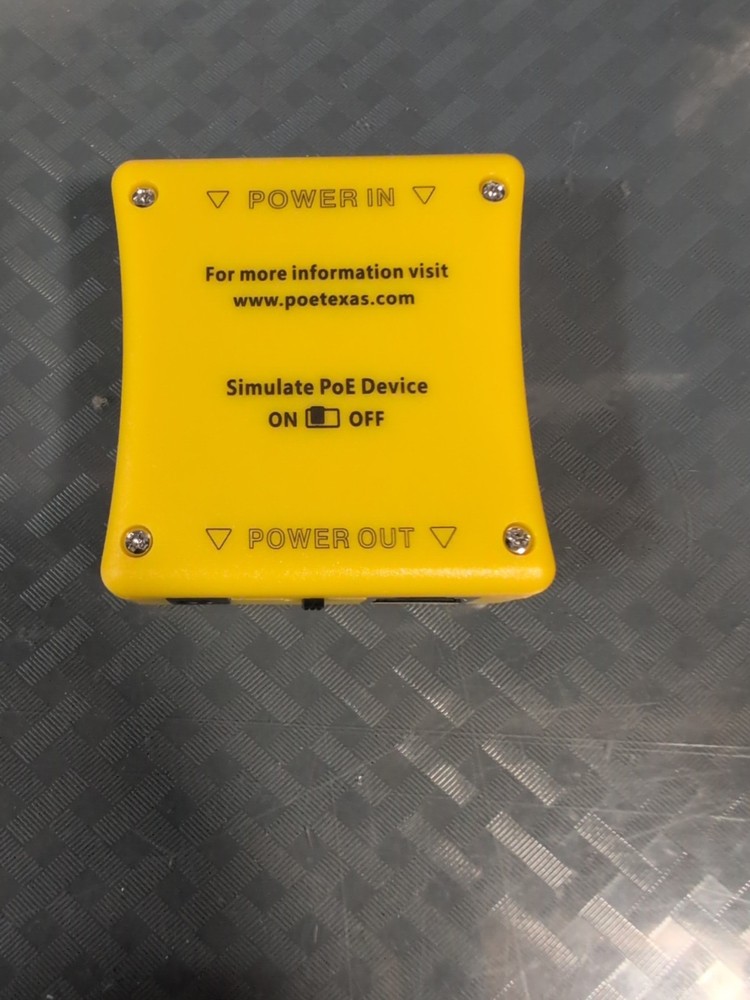 ▽ POWER IN ▽
For more information visit
www.poetexas.com
Simulate PoE Device
ON OFF
▽ POWER OUT ▽